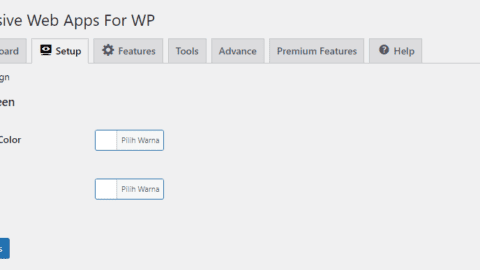 sive Web Apps For WP
oard Setup Features Tools Advance Premium Features Help
gn
een
Color
Pilih Warna
Pilih Warna
s